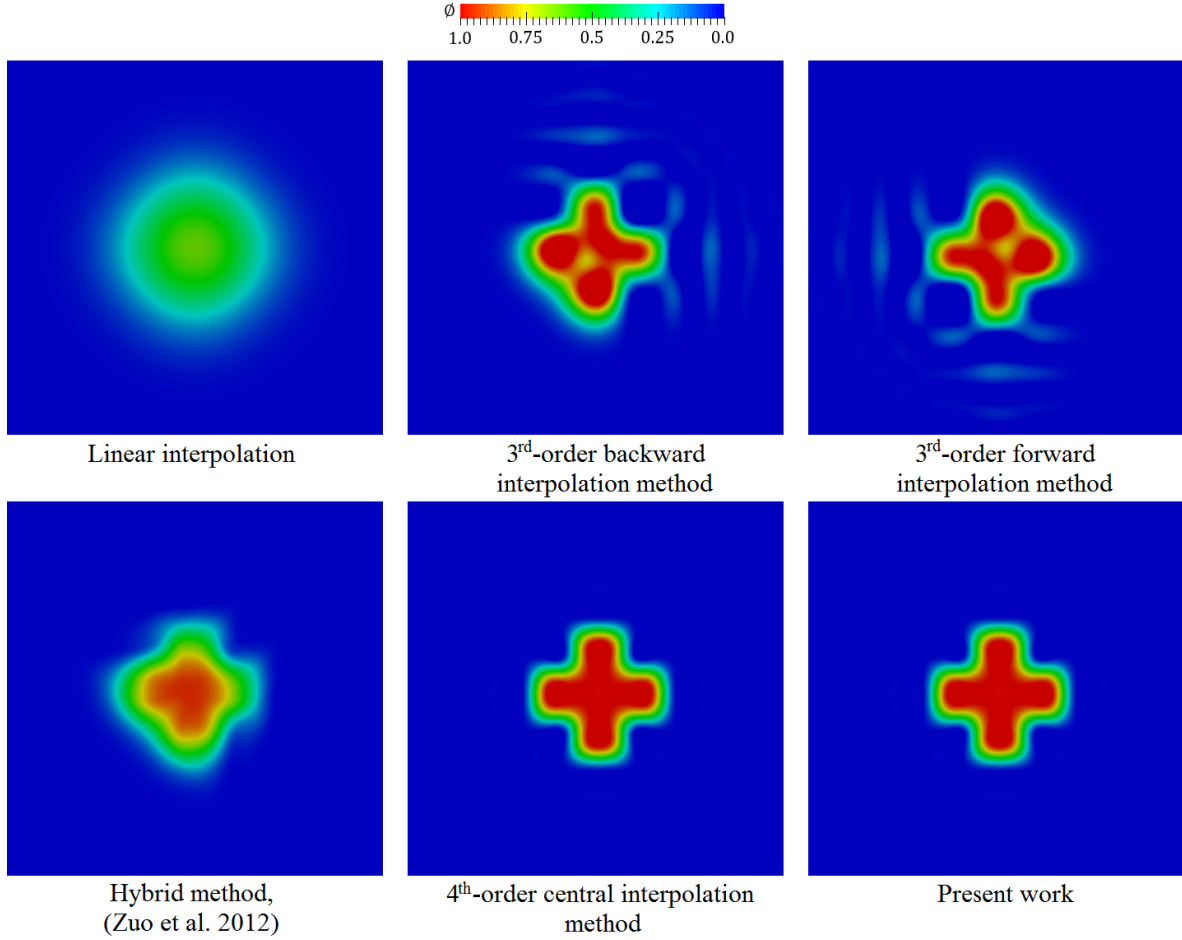 ∅
1.0 0.75 0.5 0.25 0.0
Linear interpolation
3rd-order backward
interpolation method
3rd-order forward
interpolation method
Hybrid method,
(Zuo et al. 2012)
4th-order central interpolation
method
Present work